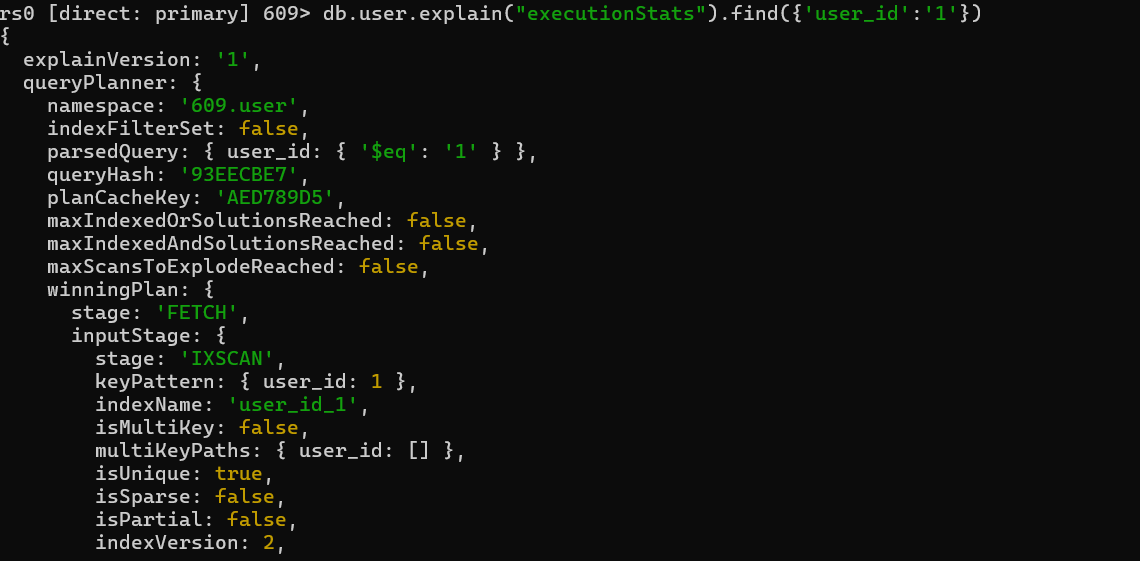 rs0 [direct: primary] 609> db.user.explain("executionStats").find({'user_id':'1'})
{
  explainVersion: '1',
  queryPlanner: {
    namespace: '609.user',
    indexFilterSet: false,
    parsedQuery: { user_id: { '$eq': '1' } },
    queryHash: '93EECBE7',
    planCacheKey: 'AED789D5',
    maxIndexedOrSolutionsReached: false,
    maxIndexedAndSolutionsReached: false,
    maxScansToExplodeReached: false,
    winningPlan: {
      stage: 'FETCH',
      inputStage: {
        stage: 'IXSCAN',
        keyPattern: { user_id: 1 },
        indexName: 'user_id_1',
        isMultiKey: false,
        multiKeyPaths: { user_id: [] },
        isUnique: true,
        isSparse: false,
        isPartial: false,
        indexVersion: 2,